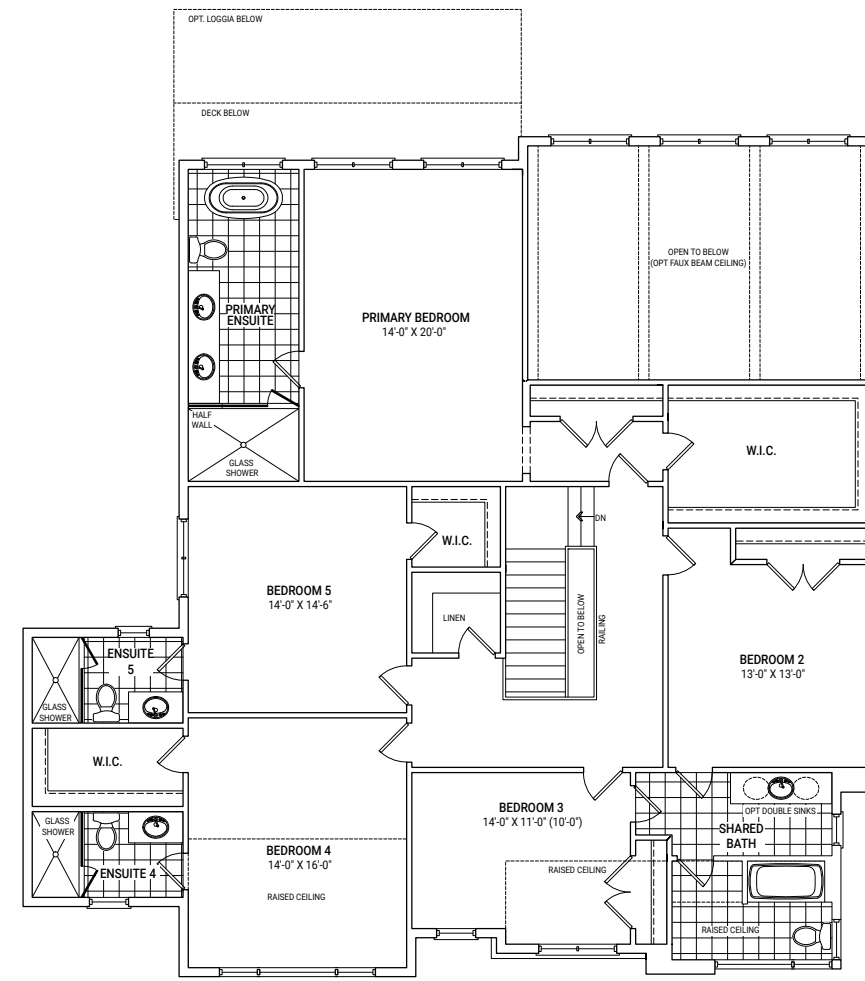 OPT. LOGGIA BELOW
DECK BELOW
OPEN TO BELOW
(OPT FAUX BEAM CEILING)
PRIMARY
ENSUITE
PRIMARY BEDROOM
14'-0" X 20'-0"
HALF
WALL
GLASS
SHOWER
W.I.C.
DN
W.I.C.
BEDROOM 5
14'-0" X 14'-6"
LINEN
OPEN TO BELOW
RAILING
ENSUITE
5
GLASS
SHOWER
BEDROOM 2
13'-0" X 13'-0"
W.I.C.
BEDROOM 3
14'-0" X 11'-0" (10'-0")
OPT DOUBLE SINKS
SHARED
BATH
GLASS
SHOWER
ENSUITE 4
BEDROOM 4
14'-0" X 16'-0"
RAISED CEILING
RAISED CEILING
RAISED CEILING